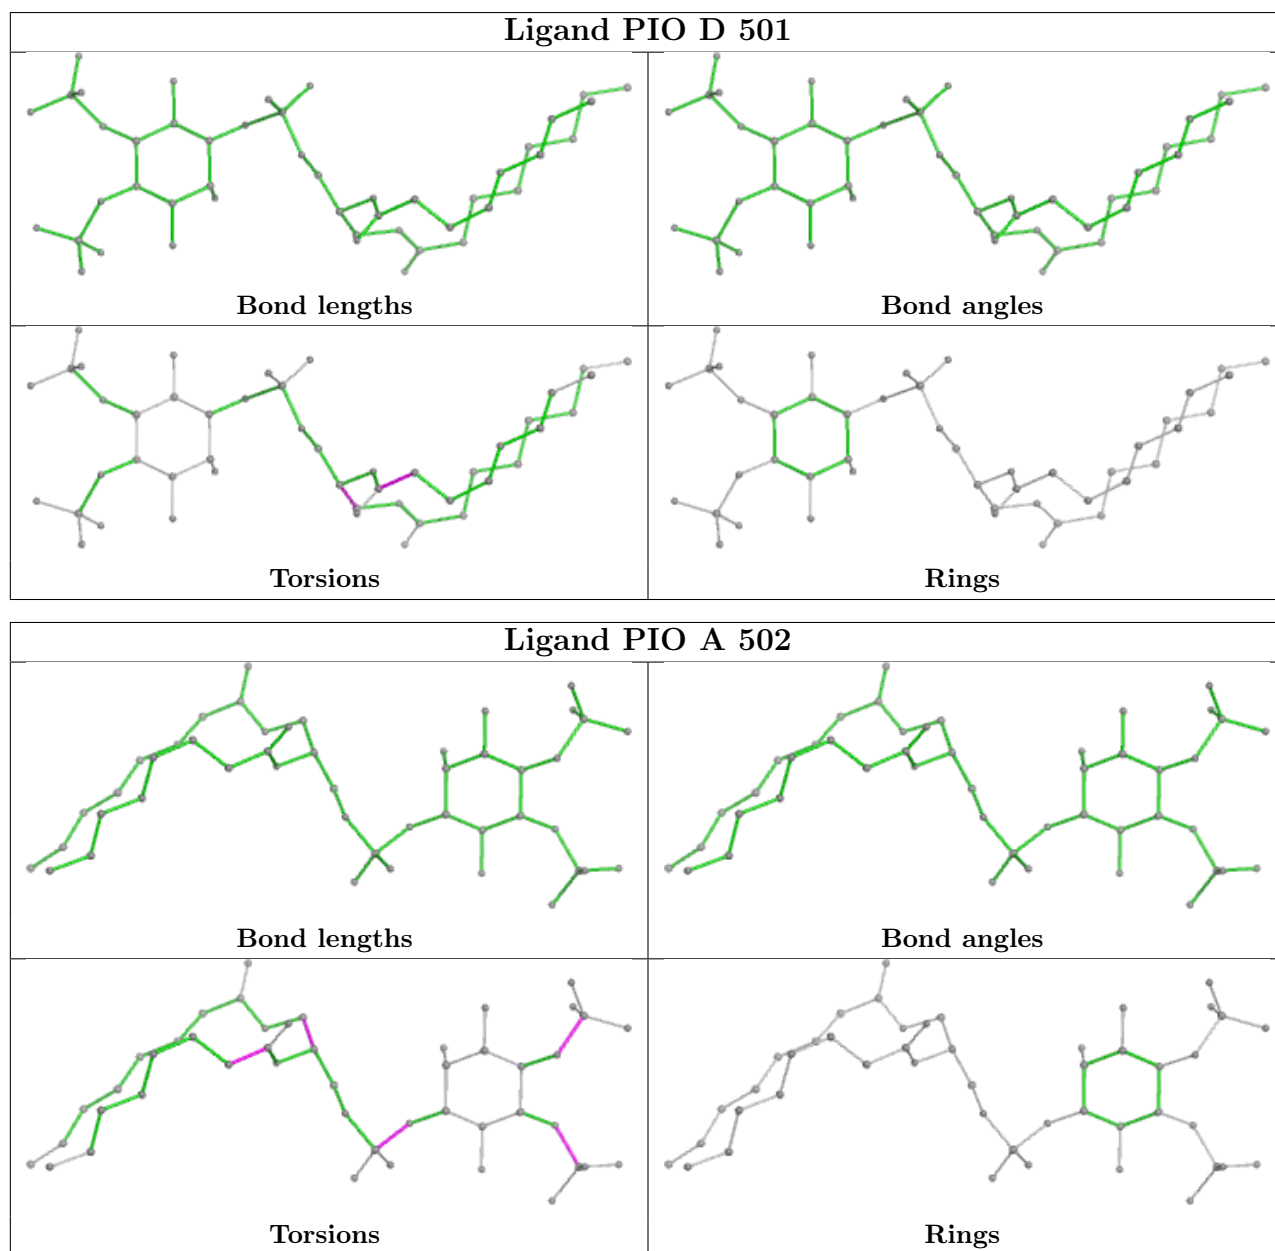 Ligand PIO D 501
Bond lengths
Bond angles
Torsions
Rings
Ligand PIO A 502
Bond lengths
Bond angles
Torsions
Rings